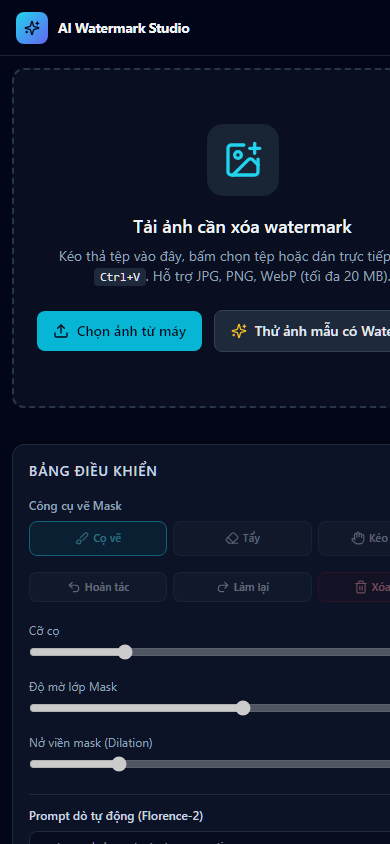 AI Watermark Studio
Tải ảnh cần xóa watermark
Kéo thả tệp vào đây, bấm chọn tệp hoặc dán trực tiếp
Ctrl+V. Hỗ trợ JPG, PNG, WebP (tối đa 20 MB).
Chọn ảnh từ máy
Thử ảnh mẫu có
BẢNG ĐIỀU KHIỂN
Công cụ vẽ Mask
Cọ vẽ
Tẩy
Kéo
Hoàn tác
Làm lại
Xóa
Cỡ cọ
Độ mờ lớp Mask
Nở viền mask (Dilation)
Prompt dò tự động (Florence-2)